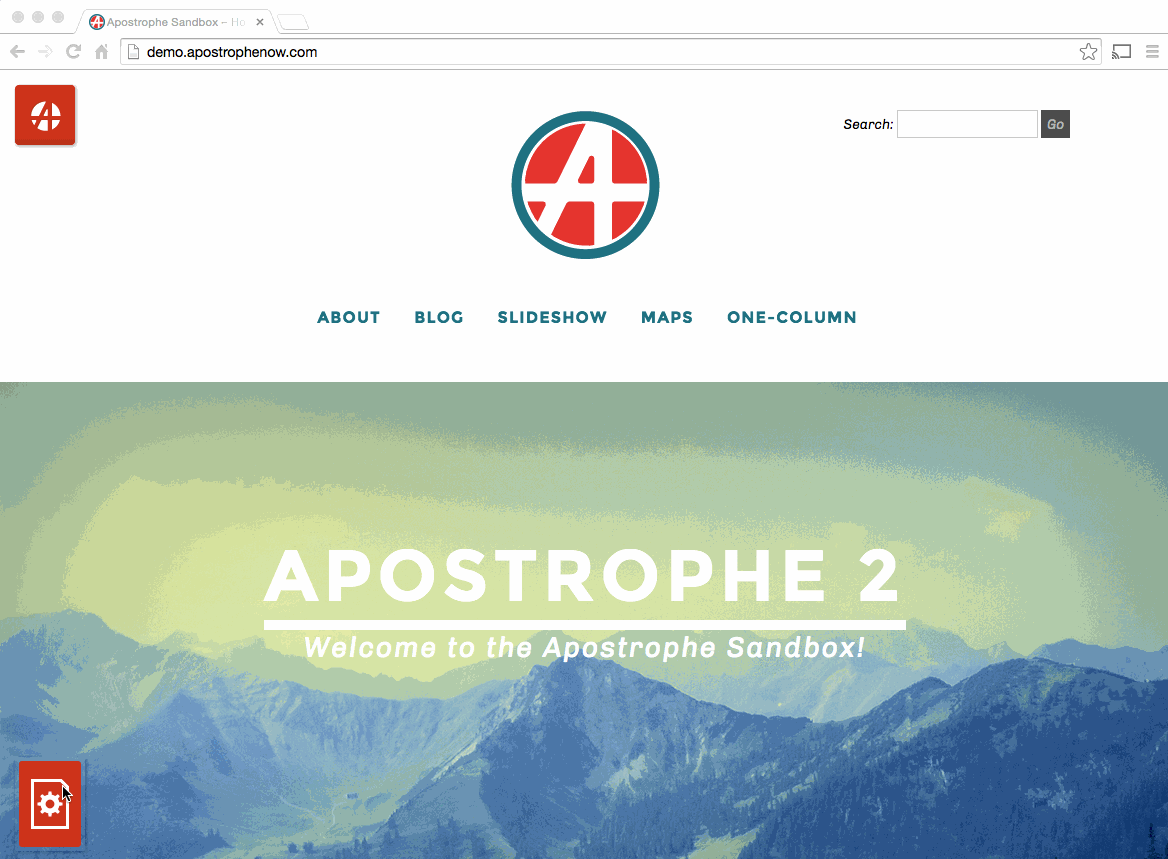 Apostrophe Sandbox – Ho
demo.apostrophenow.com
Search: Go
ABOUT BLOG SLIDESHOW MAPS ONE-COLUMN
APOSTROPHE 2
Welcome to the Apostrophe Sandbox!